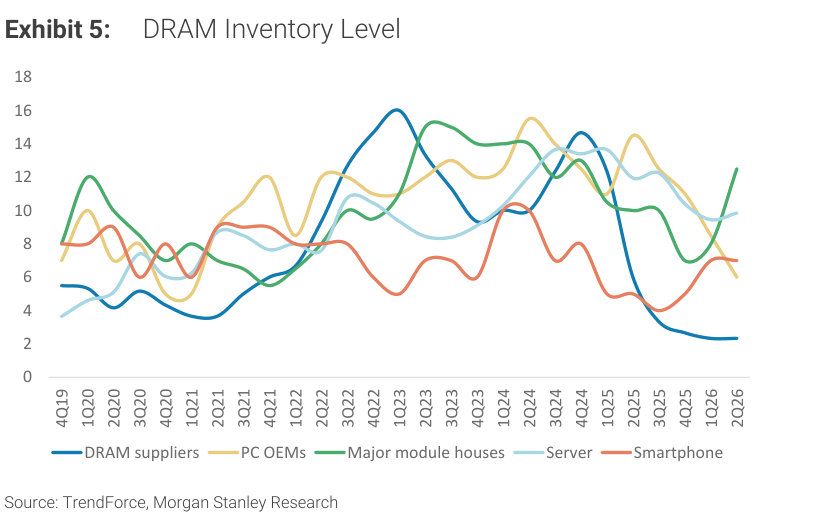 Exhibit 5: DRAM Inventory Level
18
16
14
12
10
8
6
4
2
0
4Q19 1Q20 2Q20 3Q20 4Q20 1Q21 2Q21 3Q21 4Q21 1Q22 2Q22 3Q22 4Q22 1Q23 2Q23 3Q23 4Q23 1Q24 2Q24 3Q24 4Q24 1Q25 2Q25 3Q25 4Q25 1Q26 2Q26
DRAM suppliers PC OEMs Major module houses Server Smartphone
Source: TrendForce, Morgan Stanley Research